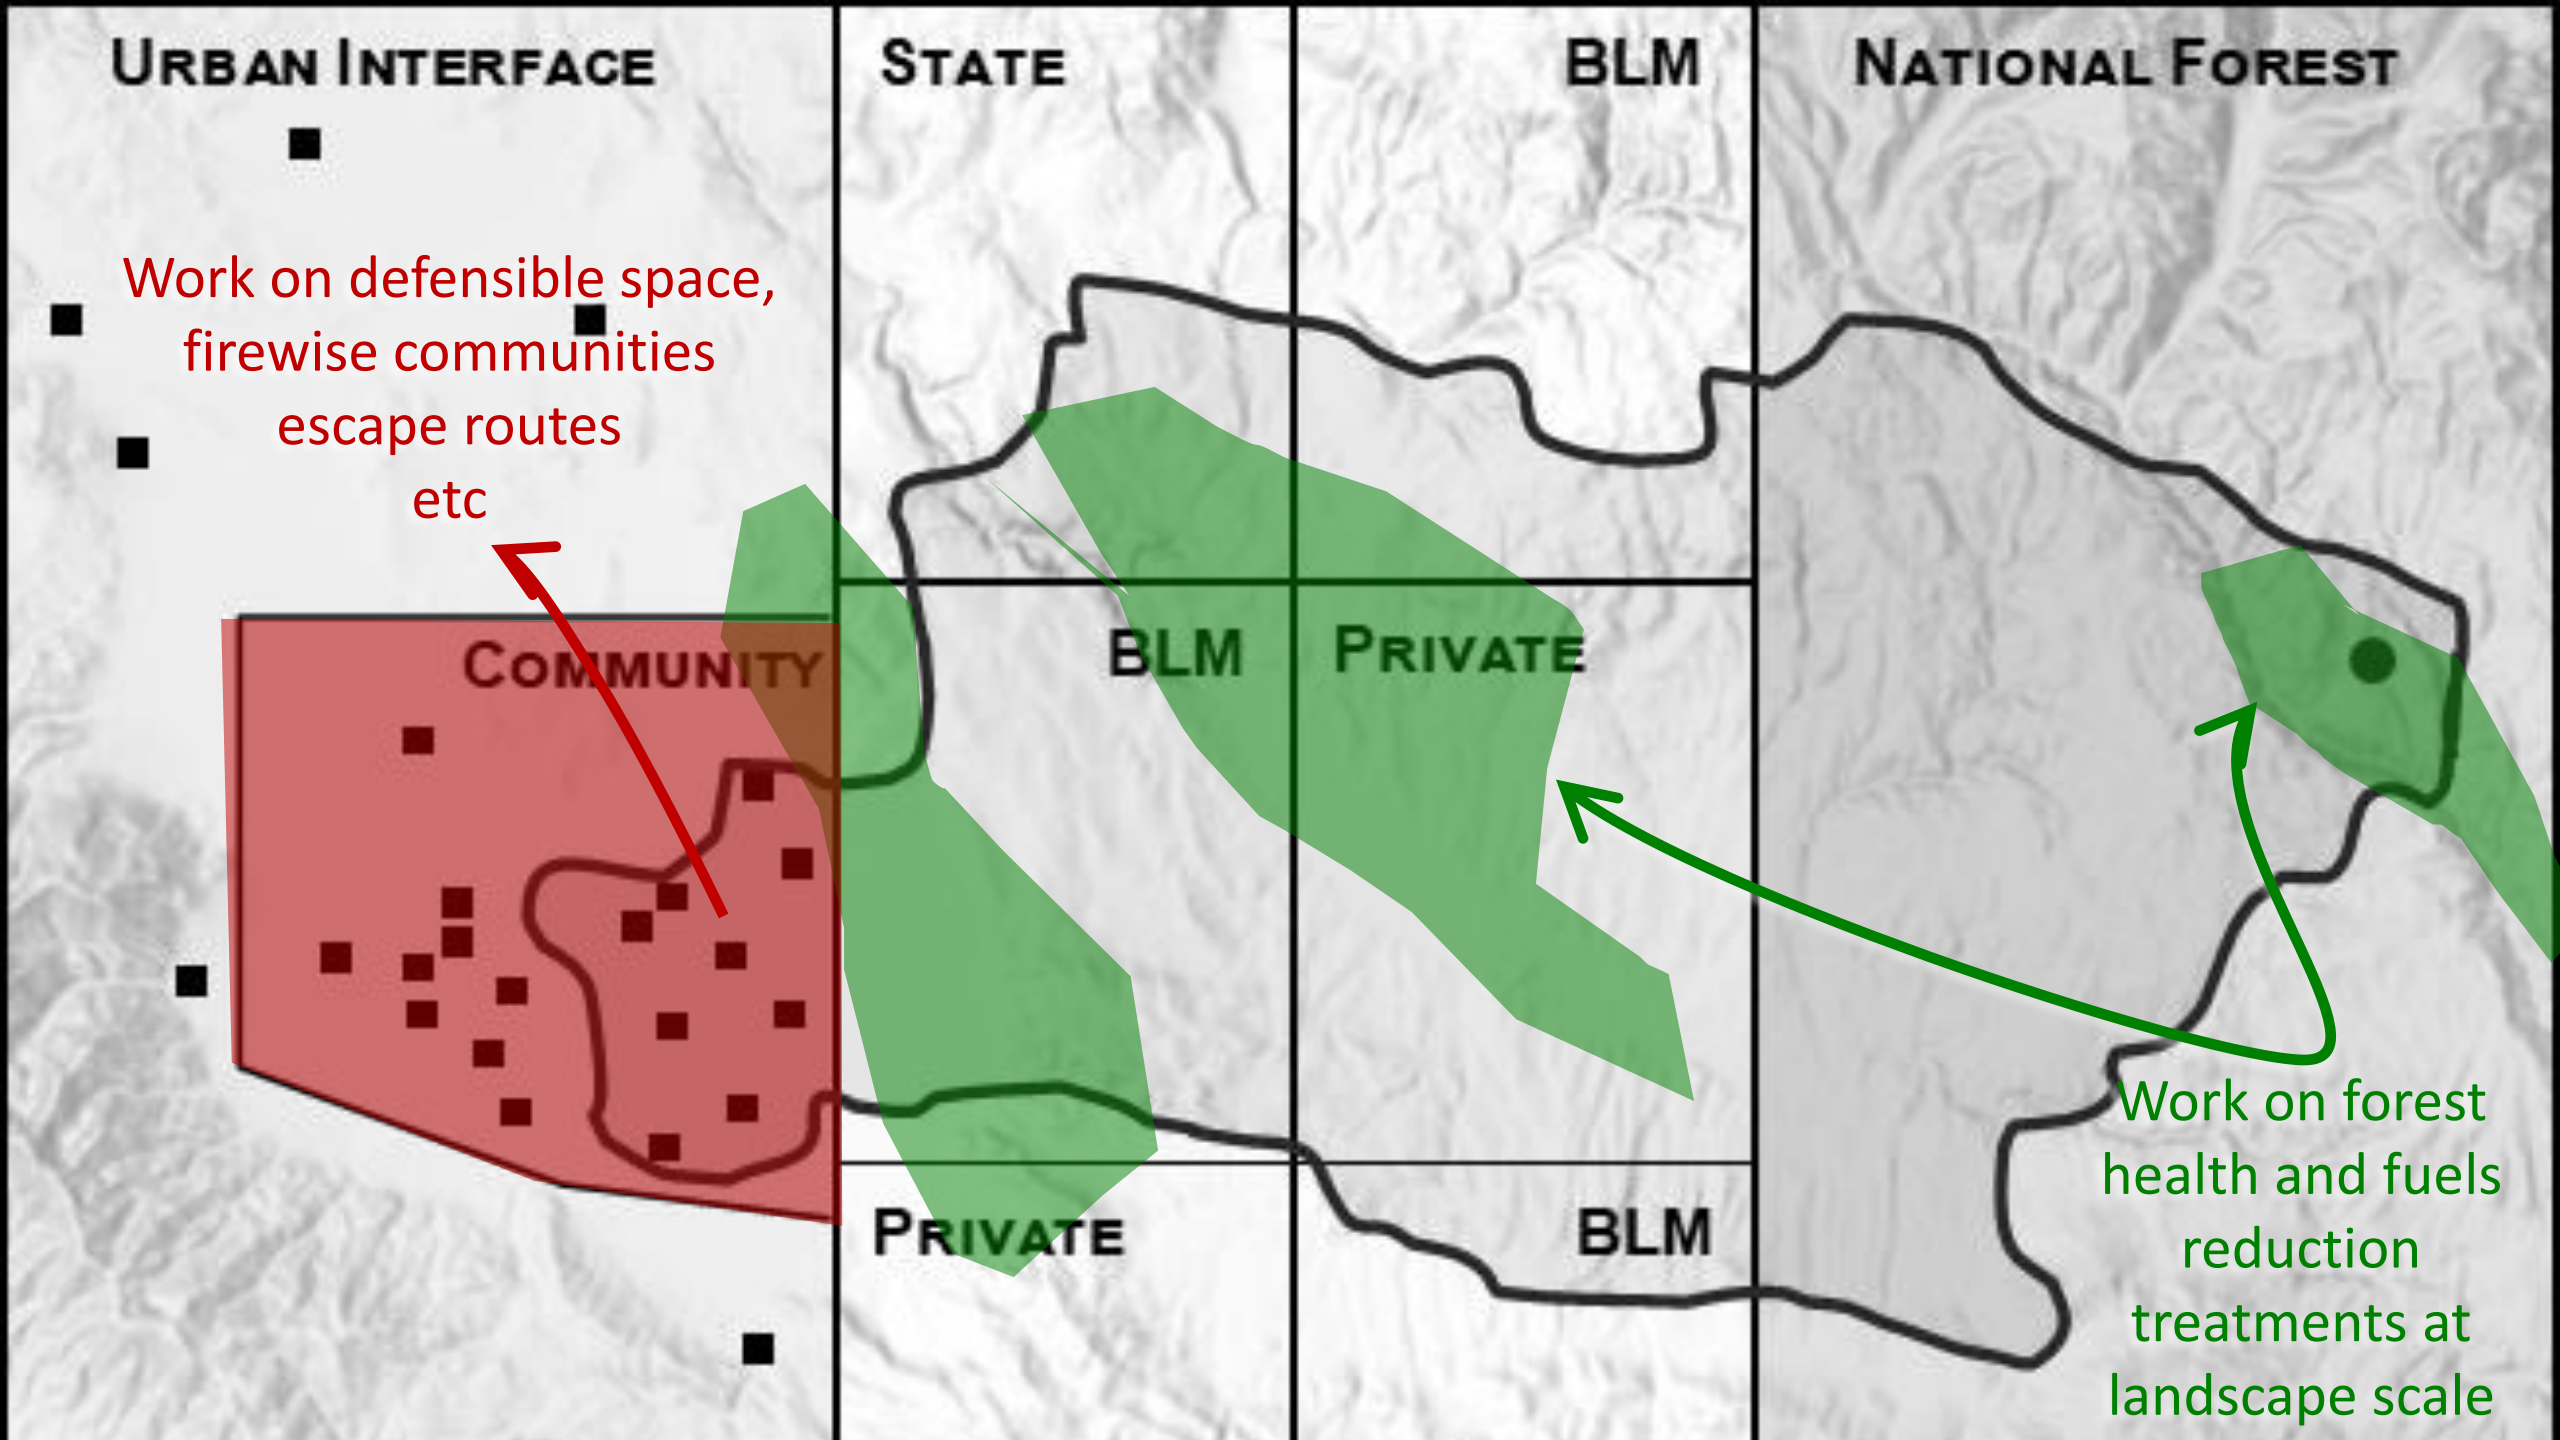 URBAN INTERFACE
STATE
BLM
NATIONAL FOREST
Work on defensible space,
firewise communities
escape routes
etc
COMMUNITY
BLM
PRIVATE
PRIVATE
BLM
Work on forest
health and fuels
reduction
treatments at
landscape scale